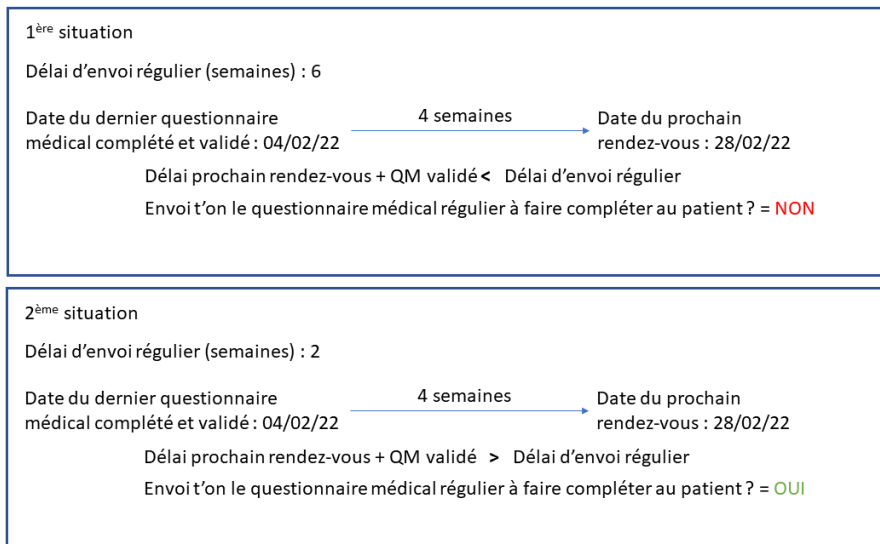 1ère situation
Délai d'envoi régulier (semaines) : 6
Date du dernier questionnaire
médical complété et validé : 04/02/22
4 semaines
Date du prochain
rendez-vous : 28/02/22
Délai prochain rendez-vous + QM validé < Délai d'envoi régulier
Envoi t'on le questionnaire médical régulier à faire compléter au patient ? = NON
2ème situation
Délai d'envoi régulier (semaines) : 2
Date du dernier questionnaire
médical complété et validé : 04/02/22
4 semaines
Date du prochain
rendez-vous : 28/02/22
Délai prochain rendez-vous + QM validé > Délai d'envoi régulier
Envoi t'on le questionnaire médical régulier à faire compléter au patient ? = OUI